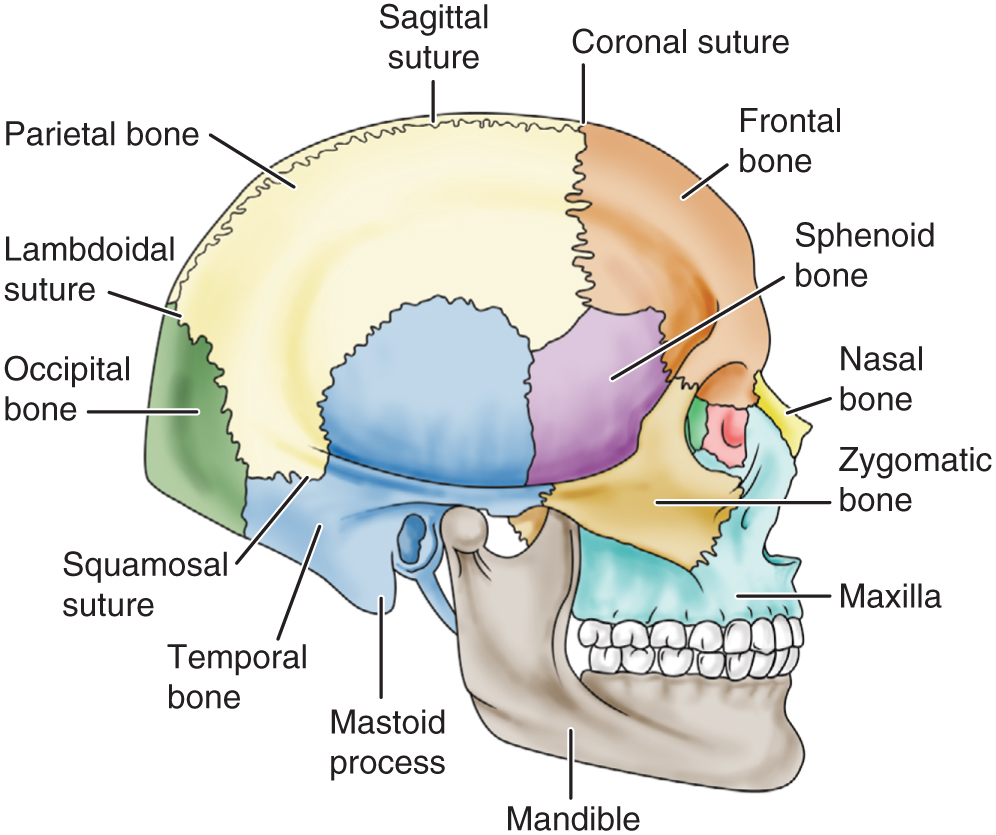 Sagittal
suture
Coronal suture
Parietal bone
Frontal
bone
Lambdoidal
suture
Sphenoid
bone
Occipital
bone
Nasal
bone
Zygomatic
bone
Squamosal
suture
Maxilla
Temporal
bone
Mastoid
process
Mandible